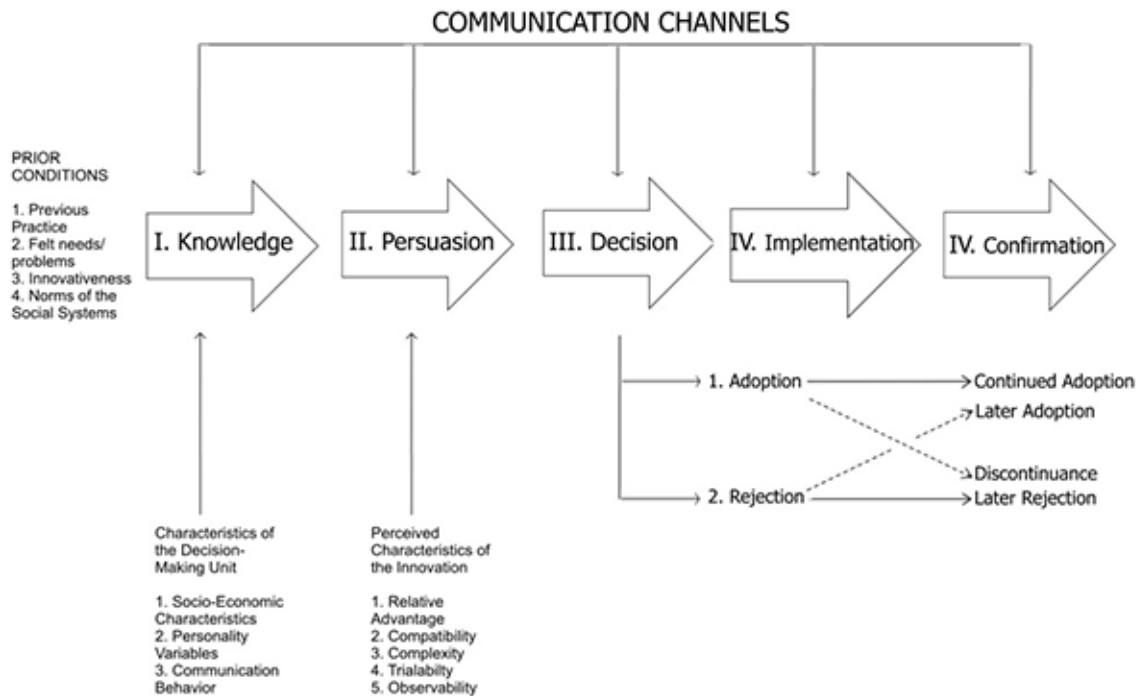 COMMUNICATION CHANNELS
PRIOR
CONDITIONS
1. Previous
Practice
2. Felt needs/
problems
3. Innovativeness
4. Norms of the
Social Systems
I. Knowledge
II. Persuasion
III. Decision
IV. Implementation
IV. Confirmation
1. Adoption
Continued Adoption
Later Adoption
Discontinuance
2. Rejection
Later Rejection
Characteristics of
the Decision-
Making Unit
1. Socio-Economic
Characteristics
2. Personality
Variables
3. Communication
Behavior
Perceived
Characteristics of
the Innovation
1. Relative
Advantage
2. Compatibility
3. Complexity
4. Trialabilty
5. Observability